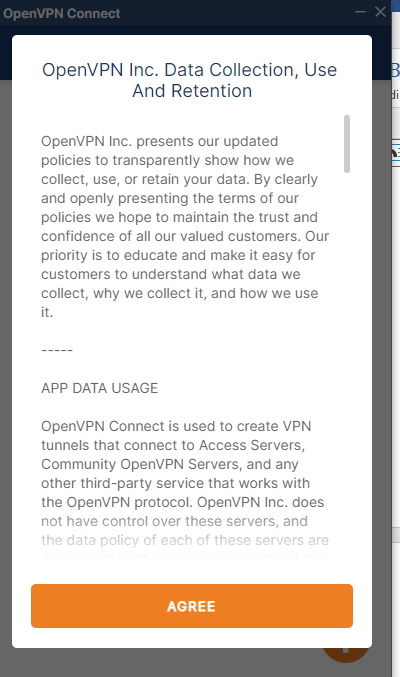 OpenVPN Connect
OpenVPN Inc. Data Collection, Use
And Retention
OpenVPN Inc. presents our updated
policies to transparently show how we
collect, use, or retain your data. By clearly
and openly presenting the terms of our
policies we hope to maintain the trust and
confidence of all our valued customers. Our
priority is to educate and make it easy for
customers to understand what data we
collect, why we collect it, and how we use
it.
-----
APP DATA USAGE
OpenVPN Connect is used to create VPN
tunnels that connect to Access Servers,
Community OpenVPN Servers, and any
other third-party service that works with
the OpenVPN protocol. OpenVPN Inc. does
not have control over these servers, and
the data policy of each of these servers are
AGREE
B
di